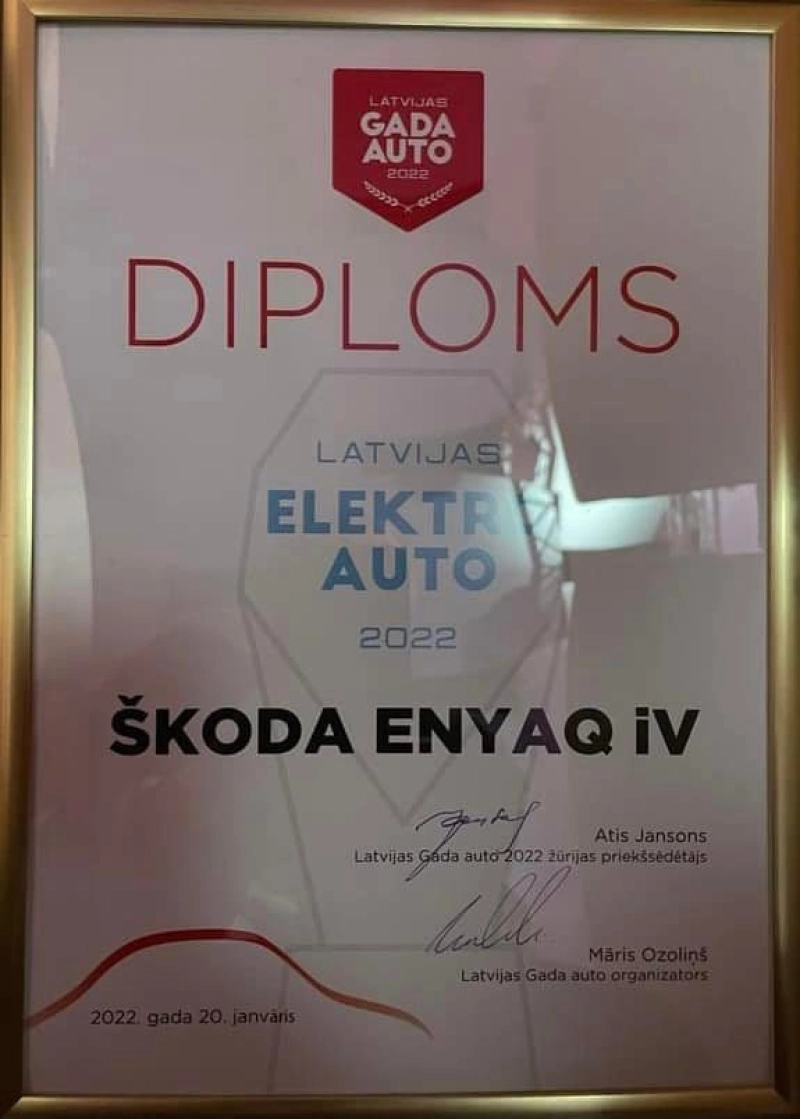 LATVIJAS
GADA
AUTO
2022
DIPLOMS
LATVIJAS
ELEKTRO
AUTO
2022
ŠKODA ENYAQ iV
Atis Jansons
Latvijas Gada auto 2022 žūrijas priekšsēdētājs
Māris Ozoliņš
Latvijas Gada auto organizators
2022. gada 20. janvāris